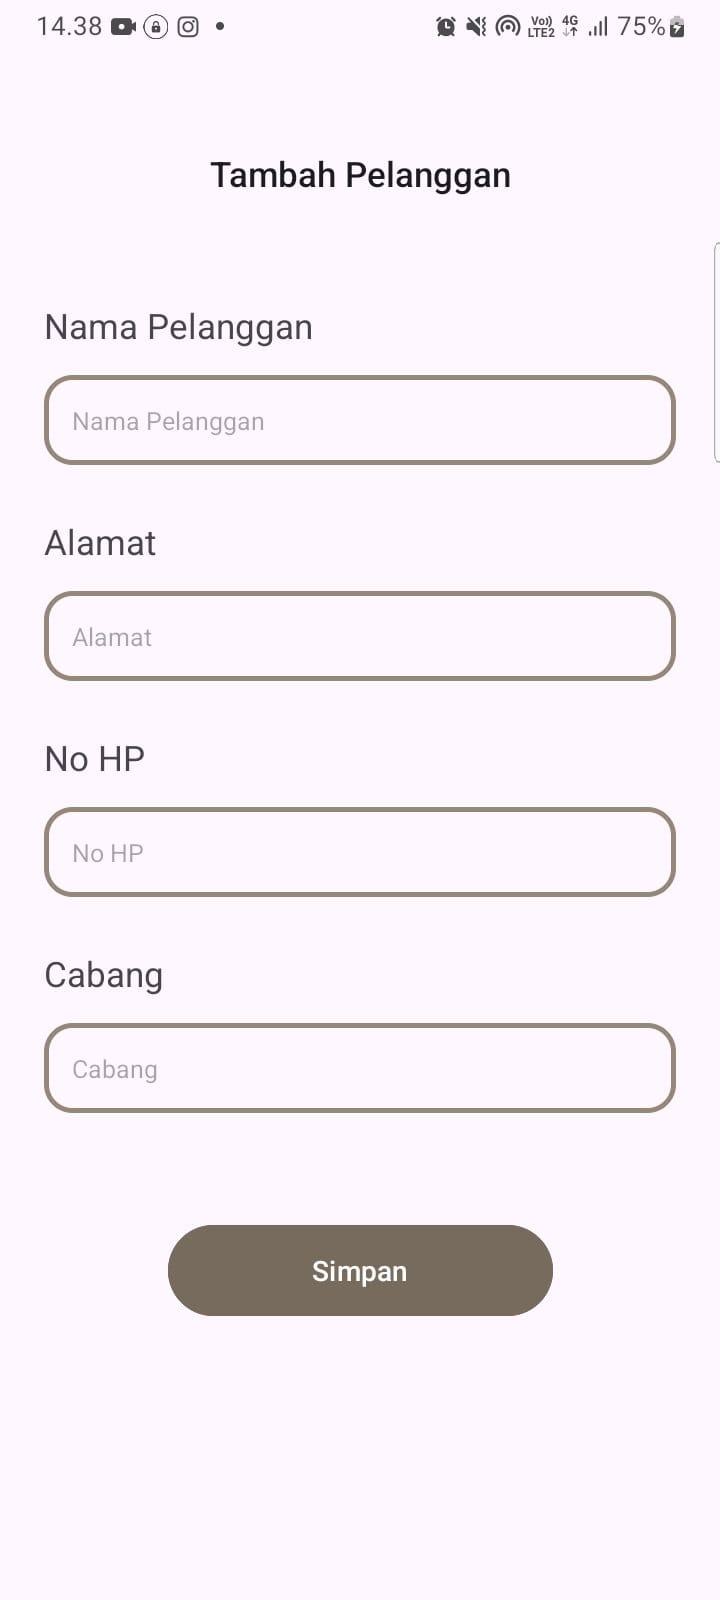 14.38
Vo))
LTE2
4G
75%
Tambah Pelanggan
Nama Pelanggan
Nama Pelanggan
Alamat
Alamat
No HP
No HP
Cabang
Cabang
Simpan